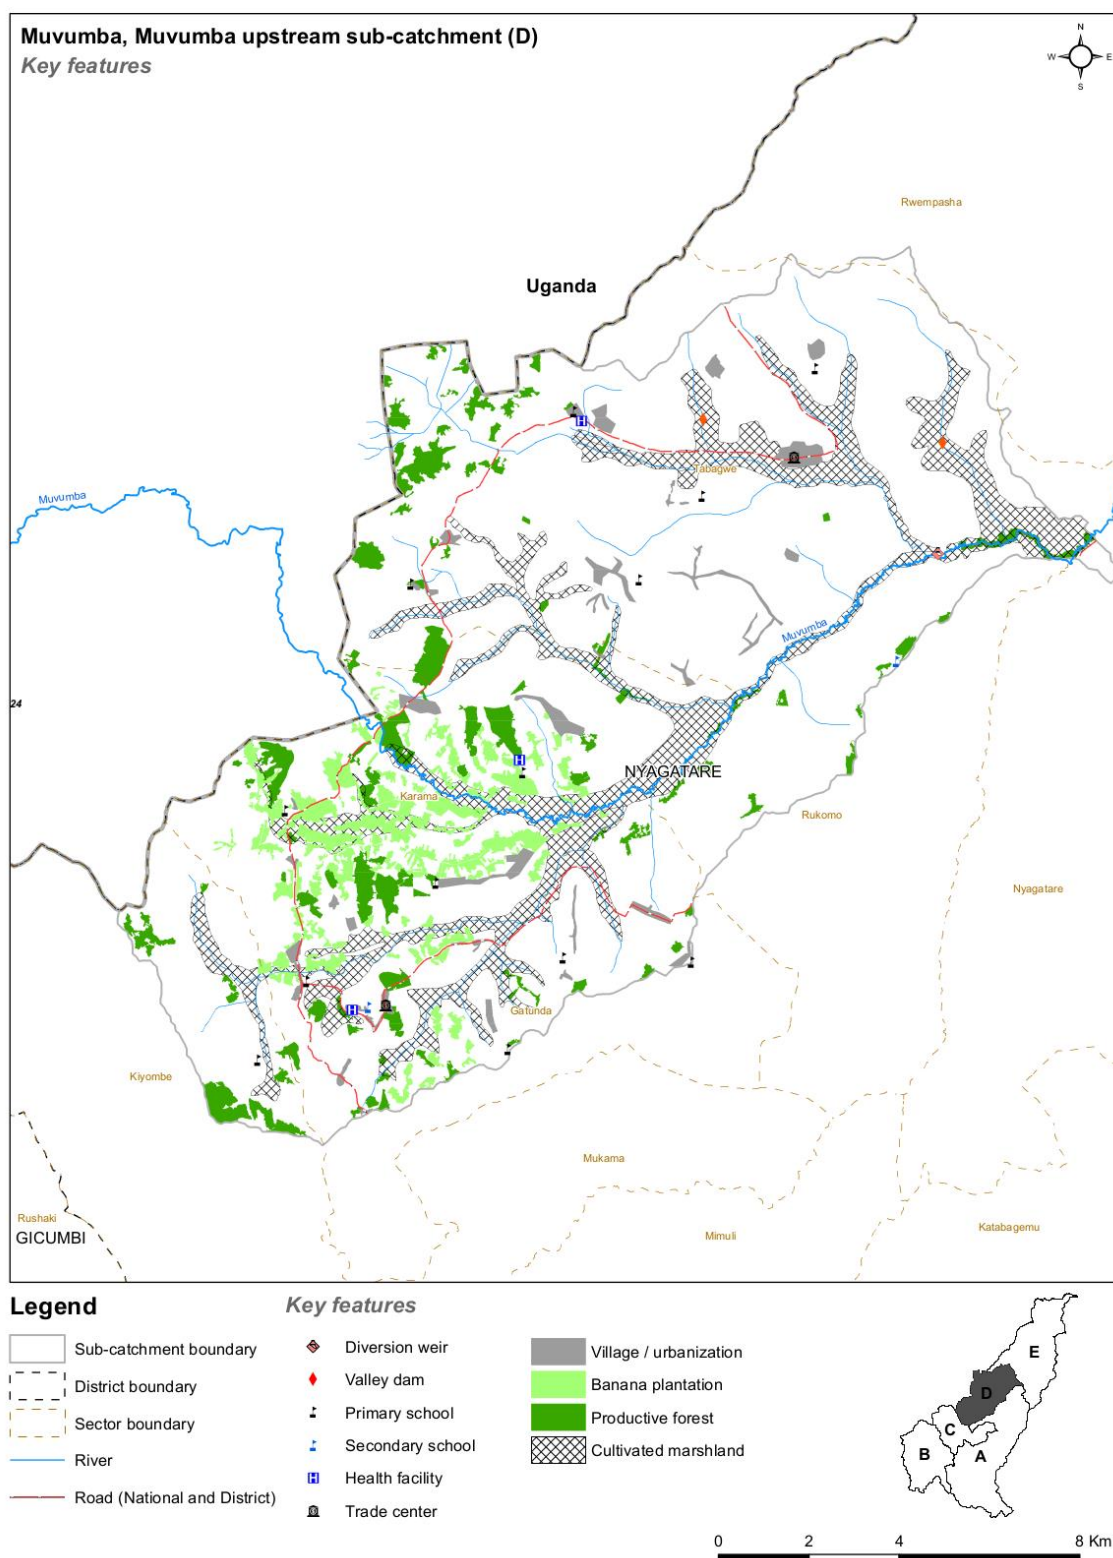 Muvumba, Muvumba upstream sub-catchment (D)
Key features
N
W
E
S
Rwempasha
Uganda
Tabagwe
Muvumba
Muvumba
24
NYAGATARE
Karama
Rukomo
Nyagatare
Gatunda
Kiyombe
Mukama
Rushaki
GICUMBI
Mimuli
Katabagemu
Legend
Sub-catchment boundary
District boundary
Sector boundary
River
Road (National and District)
Key features
Diversion weir
Valley dam
Primary school
Secondary school
H
Health facility
Trade center
Village / urbanization
Banana plantation
Productive forest
Cultivated marshland
E
D
C
B
A
0
2
4
8 Km